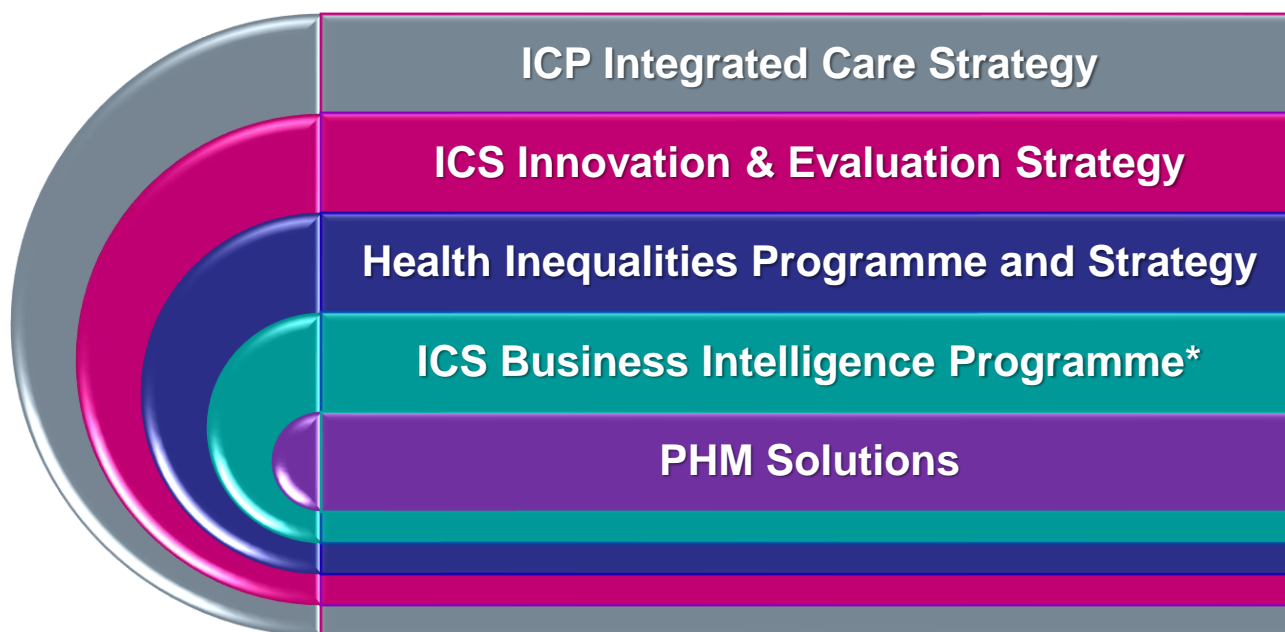 ICP Integrated Care Strategy
ICS Innovation & Evaluation Strategy
Health Inequalities Programme and Strategy
ICS Business Intelligence Programme*
PHM Solutions